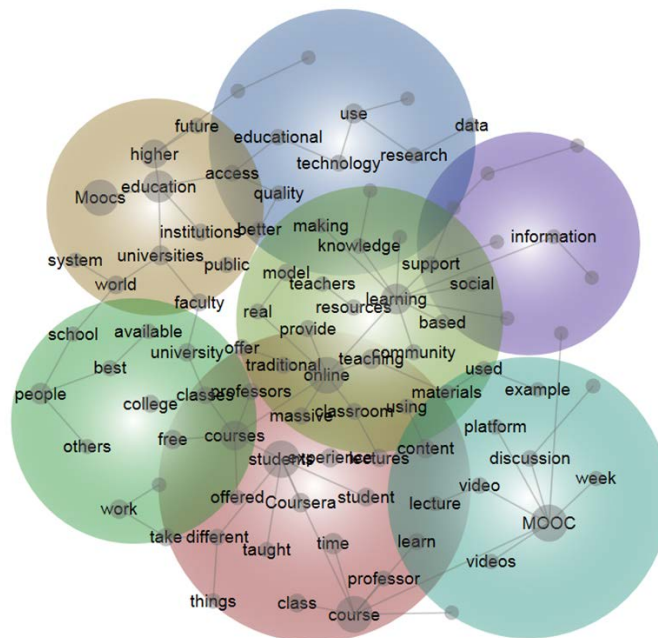 use
future
educational
data
higher
technology
research
access
education
Moocs
quality
better
making
institutions
information
knowledge
universities
system
public
support
model
world
teachers
learning
social
faculty
resources
real
provide
based
school
available
university
offer
community
teaching
best
traditional
online
used
people
classes
professors
materials
example
college
massive
classroom
using
platform
free
courses
content
others
students
experience
lectures
discussion
week
video
offered
Coursera
student
lecture
work
MOOC
take
different
time
learn
taught
videos
professor
things
class
course